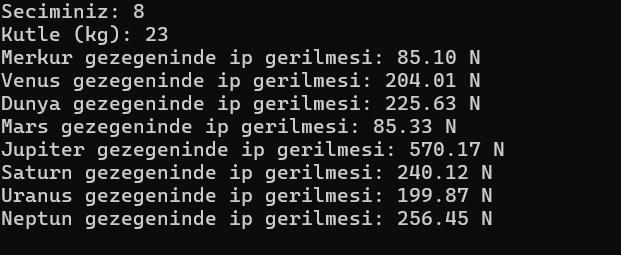 Seciminiz: 8
Kutle (kg): 23
Merkur gezegeninde ip gerilmesi: 85.10 N
Venus gezegeninde ip gerilmesi: 204.01 N
Dunya gezegeninde ip gerilmesi: 225.63 N
Mars gezegeninde ip gerilmesi: 85.33 N
Jupiter gezegeninde ip gerilmesi: 570.17 N
Saturn gezegeninde ip gerilmesi: 240.12 N
Uranus gezegeninde ip gerilmesi: 199.87 N
Neptun gezegeninde ip gerilmesi: 256.45 N